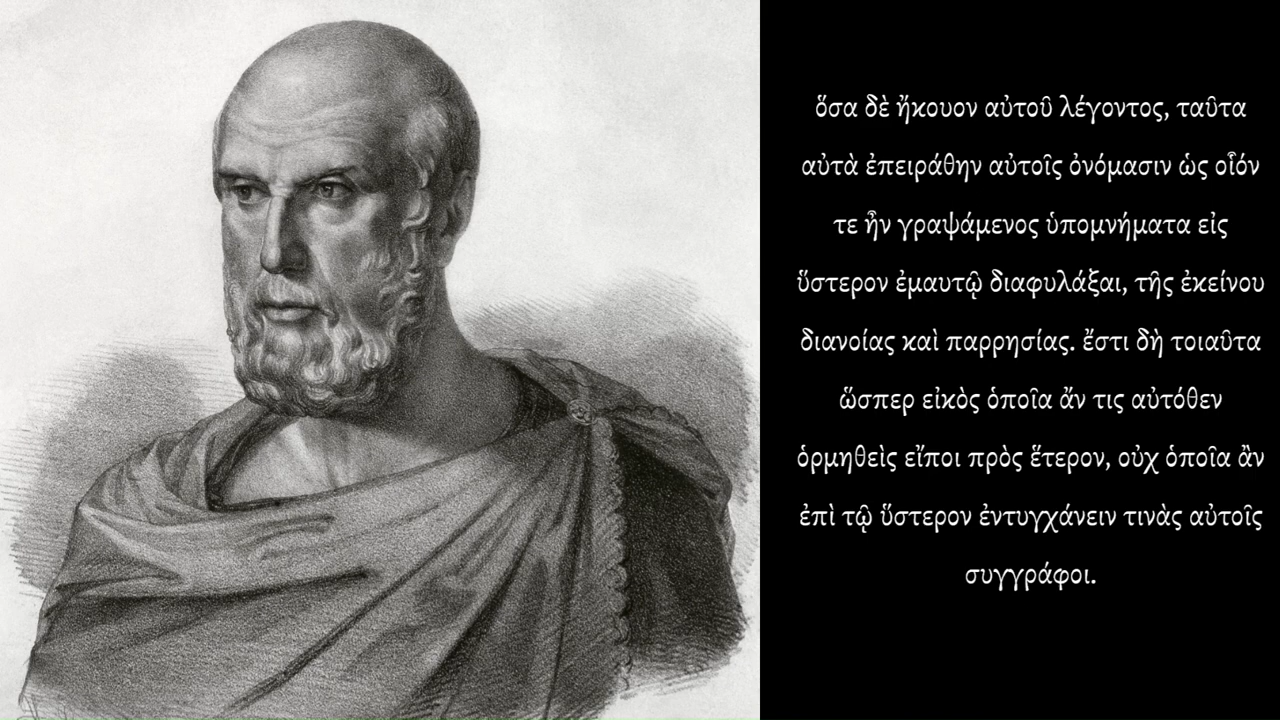 ὅσα δὲ ἤκουον αὐτοῦ λέγοντος, ταῦτα
αὐτὰ ἐπειράθην αὐτοῖς ὀνόμασιν ὡς οἷόν
τε ἦν γραψάμενος ὑπομνήματα εἰς
ὕστερον ἐμαυτῷ διαφυλάξαι, τῆς ἐκείνου
διανοίας καὶ παρρησίας. ἔστι δὴ τοιαῦτα
ὥσπερ εἰκὸς ὁποῖα ἄν τις αὐτόθεν
ὁρμηθεὶς εἴποι πρὸς ἕτερον, οὐχ ὁποῖα ἂν
ἐπὶ τῷ ὕστερον ἐντυγχάνειν τινὰς αὐτοῖς
συγγράφοι.